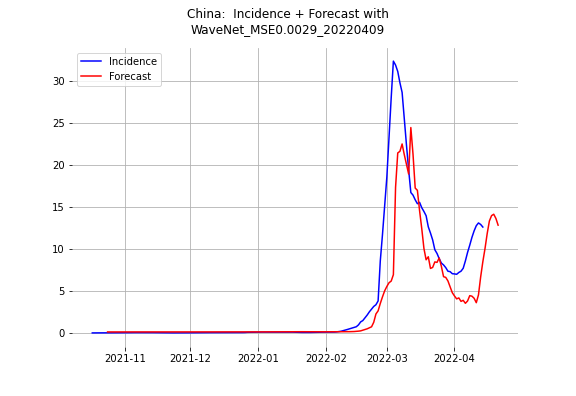 China:  Incidence + Forecast with
WaveNet_MSE0.0029_20220409
Incidence
Forecast
30
25
20
15
10
5
0
2021-11 2021-12 2022-01 2022-02 2022-03 2022-04